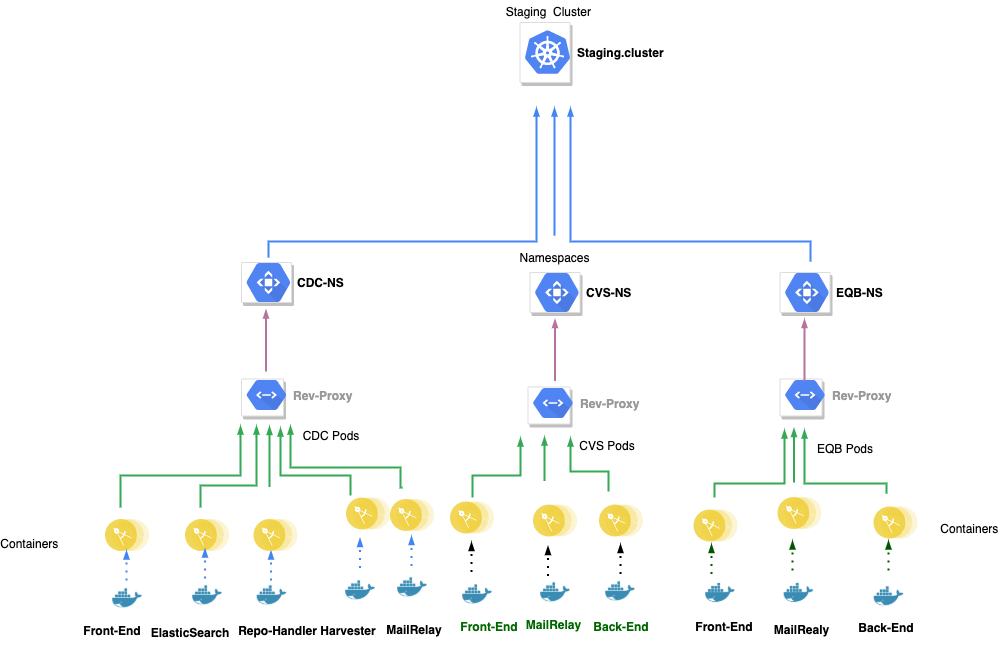 Staging  Cluster
Staging.cluster
Namespaces
CDC-NS
CVS-NS
EQB-NS
Rev-Proxy
Rev-Proxy
Rev-Proxy
CDC Pods
CVS Pods
EQB Pods
Containers
Containers
Front-End
ElasticSearch
Repo-Handler
Harvester
MailRelay
Front-End
MailRelay
Back-End
Front-End
MailRealy
Back-End